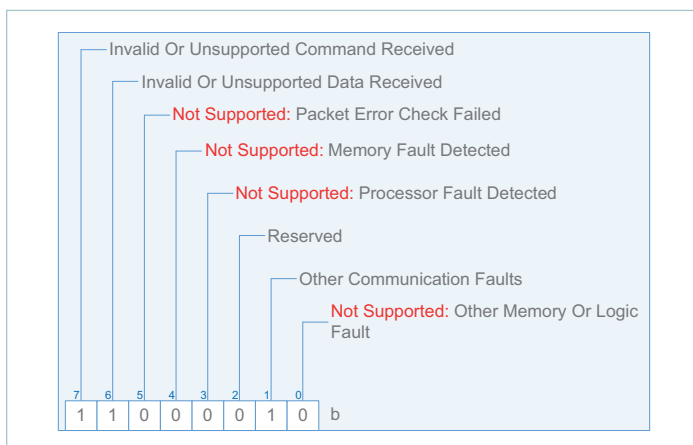 Invalid Or Unsupported Command Received
Invalid Or Unsupported Data Received
Not Supported: Packet Error Check Failed
Not Supported: Memory Fault Detected
Not Supported: Processor Fault Detected
Reserved
Other Communication Faults
Not Supported: Other Memory Or Logic
Fault
7 6 5 4 3 2 1 0
1 1 0 0 0 0 1 0 b